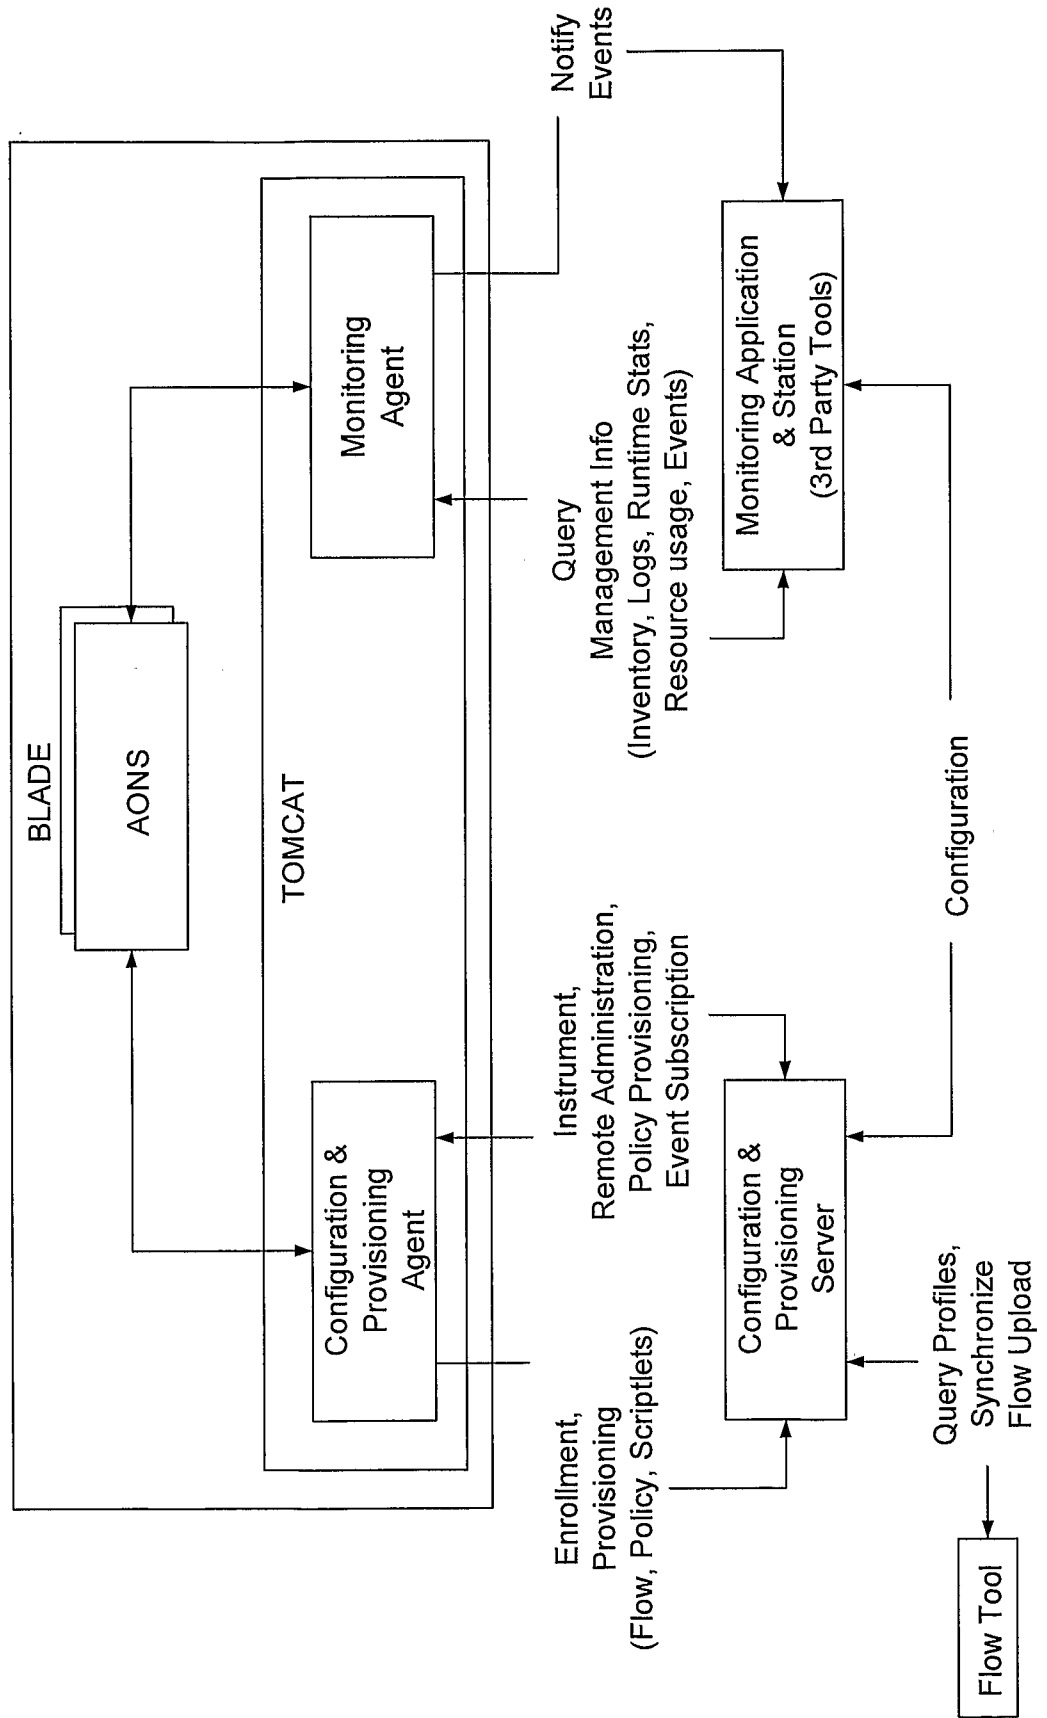 BLADE
AONS
TOMCAT
Configuration &
Provisioning
Agent
Monitoring
Agent
Enrollment,
Provisioning
(Flow, Policy, Scriptlets)
Instrument,
Remote Administration,
Policy Provisioning,
Event Subscription
Query
Management Info
(Inventory, Logs, Runtime Stats,
Resource usage, Events)
Notify
Events
Configuration &
Provisioning
Server
Monitoring Application
& Station
(3rd Party Tools)
Query Profiles,
Synchronize
Flow Upload
Configuration
Flow Tool